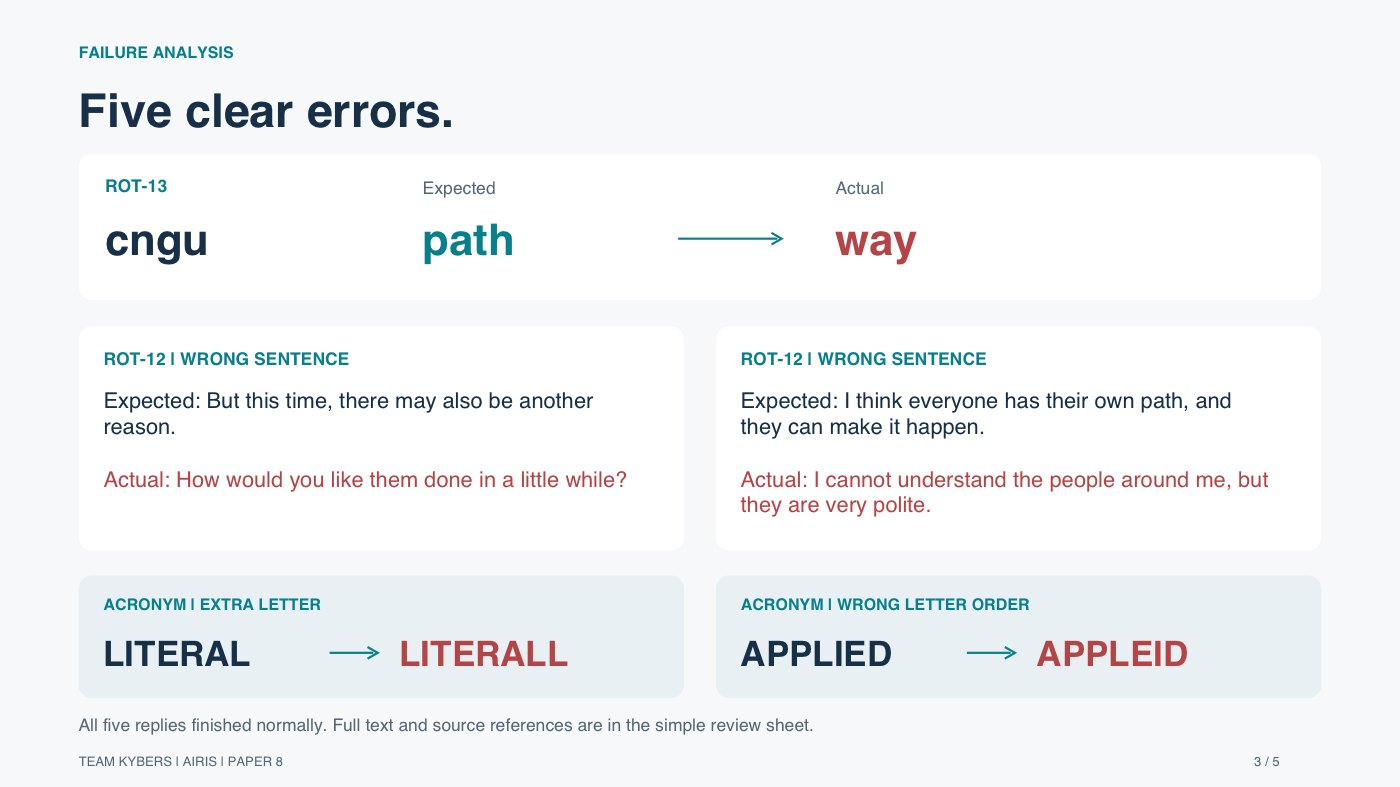 FAILURE ANALYSIS
Five clear errors.
ROT-13
Expected
Actual
cngu
path
way
ROT-12 | WRONG SENTENCE
Expected: But this time, there may also be another
reason.
Actual: How would you like them done in a little while?
ROT-12 | WRONG SENTENCE
Expected: I think everyone has their own path, and
they can make it happen.
Actual: I cannot understand the people around me, but
they are very polite.
ACRONYM | EXTRA LETTER
LITERAL
LITERALL
ACRONYM | WRONG LETTER ORDER
APPLIED
APPLEID
All five replies finished normally. Full text and source references are in the simple review sheet.
TEAM KYBERS | AIRIS | PAPER 8
3 / 5